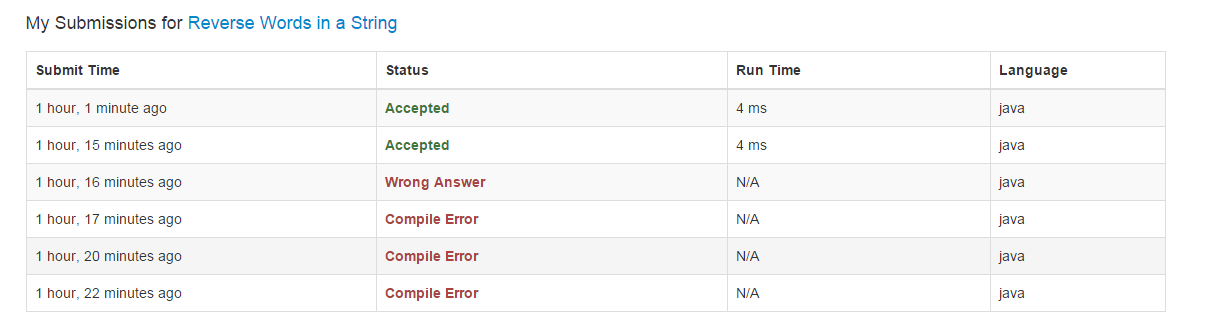 My Submissions for Reverse Words in a String
Submit Time Status Run Time Language
1 hour, 1 minute ago Accepted 4 ms java
1 hour, 15 minutes ago Accepted 4 ms java
1 hour, 16 minutes ago Wrong Answer N/A java
1 hour, 17 minutes ago Compile Error N/A java
1 hour, 20 minutes ago Compile Error N/A java
1 hour, 22 minutes ago Compile Error N/A java